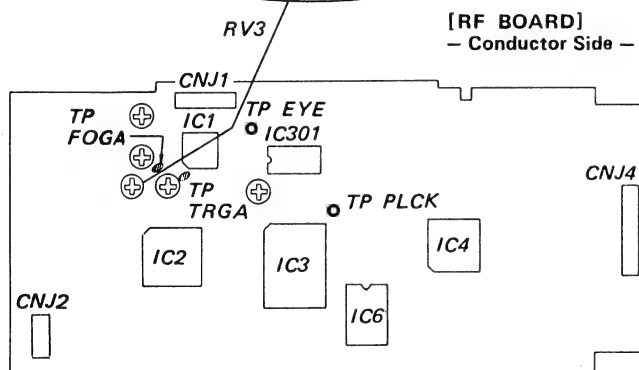 RV3
[RF BOARD]
– Conductor Side –
CNJ1
TP
FOGA
IC1
TP EYE
IC301
CNJ4
TP
TRGA
TP PLCK
IC2
IC3
IC4
CNJ2
IC6